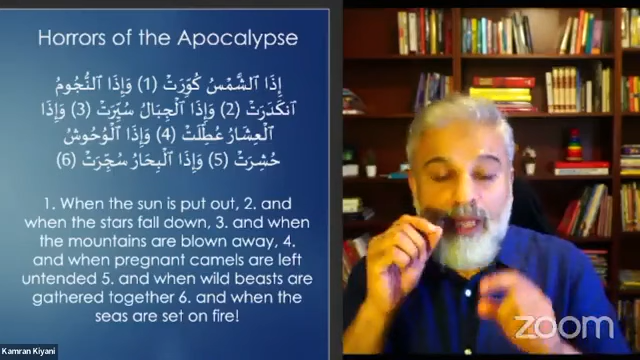 Horrors of the Apocalypse
إِذَا ٱلشَّمْسُ كُوِّرَتْ (1) وَإِذَا ٱلنُّجُومُ
ٱنكَدَرَتْ (2) وَإِذَا ٱلْجِبَالُ سُيِّرَتْ (3) وَإِذَا
ٱلْعِشَارُ عُطِّلَتْ (4) وَإِذَا ٱلْوُحُوشُ
حُشِرَتْ (5) وَإِذَا ٱلْبِحَارُ سُجِّرَتْ (6)
1. When the sun is put out, 2. and
when the stars fall down, 3. and when
the mountains are blown away, 4.
and when pregnant camels are left
untended 5. and when wild beasts are
gathered together 6. and when the
seas are set on fire!
Kamran Kiyani
zoom